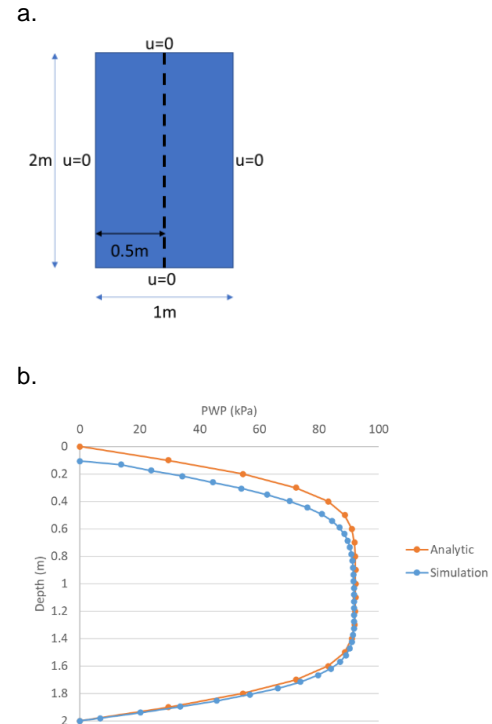 a.
u=0
2m
u=0
u=0
0.5m
u=0
1m
b.
PWP (kPa)
0 20 40 60 80 100
0
0.2
0.4
0.6
0.8
1
1.2
1.4
1.6
1.8
2
Depth (m)
Analytic
Simulation